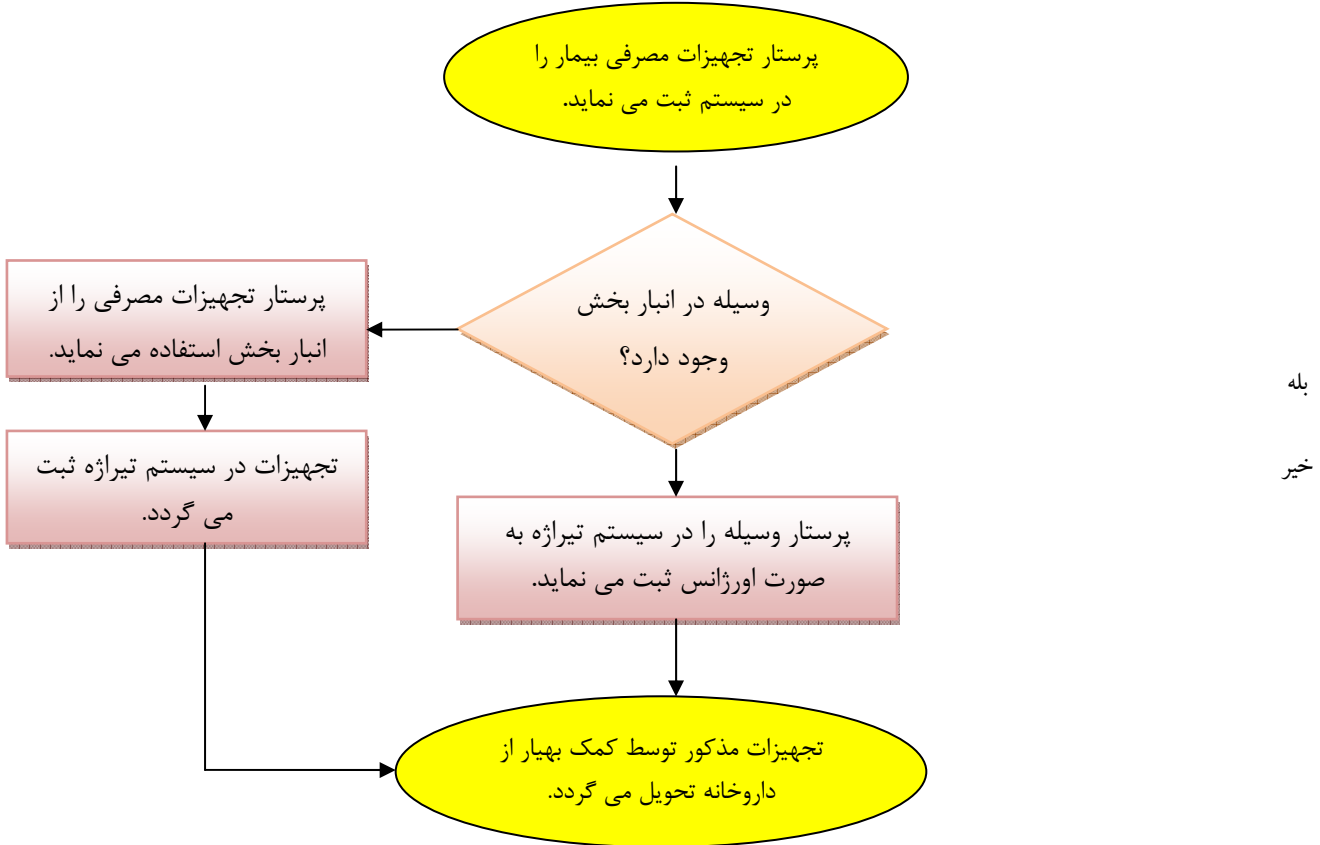 پرستار تجهیزات مصرفی بیمار را
در سیستم ثبت می نماید.
وسیله در انبار بخش
وجود دارد؟
پرستار تجهیزات مصرفی را از
انبار بخش استفاده می نماید.
بله
خیر
تجهیزات در سیستم تیراژه ثبت
می گردد.
پرستار وسیله را در سیستم تیراژه به
صورت اورژانس ثبت می نماید.
تجهیزات مذکور توسط کمک بهیار از
داروخانه تحویل می گردد.